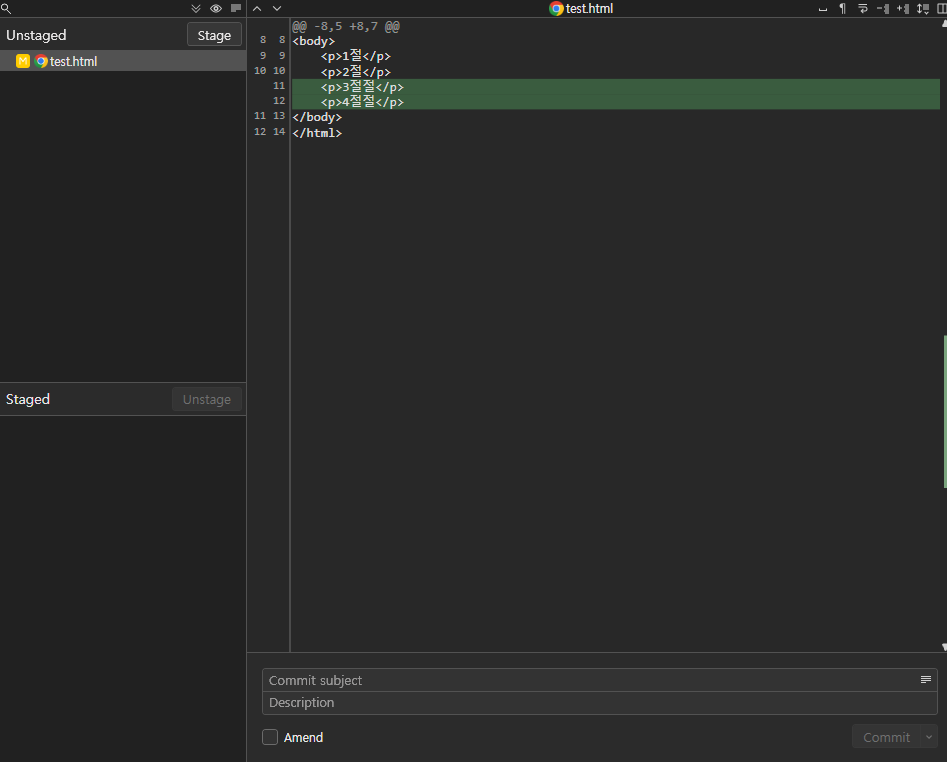 test.html
Unstaged
Stage
M test.html
Staged
Unstage
@@ -8,5 +8,7 @@
8 8 <body>
9 9 <p>1절</p>
10 10 <p>2절</p>
11 <p>3절절</p>
12 <p>4절절</p>
11 13 </body>
12 14 </html>
Commit subject
Description
Amend
Commit